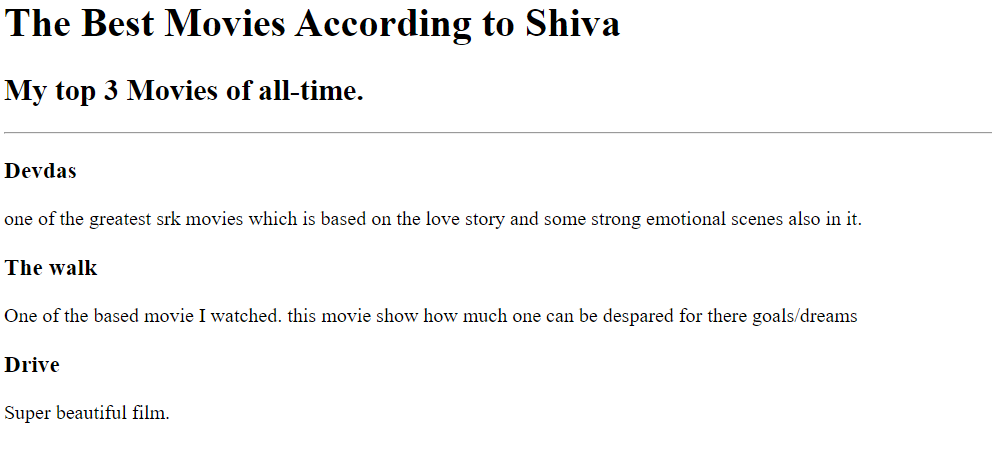 The Best Movies According to Shiva
My top 3 Movies of all-time.
Devdas
one of the greatest srk movies which is based on the love story and some strong emotional scenes also in it.
The walk
One of the based movie I watched. this movie show how much one can be despared for there goals/dreams
Drive
Super beautiful film.